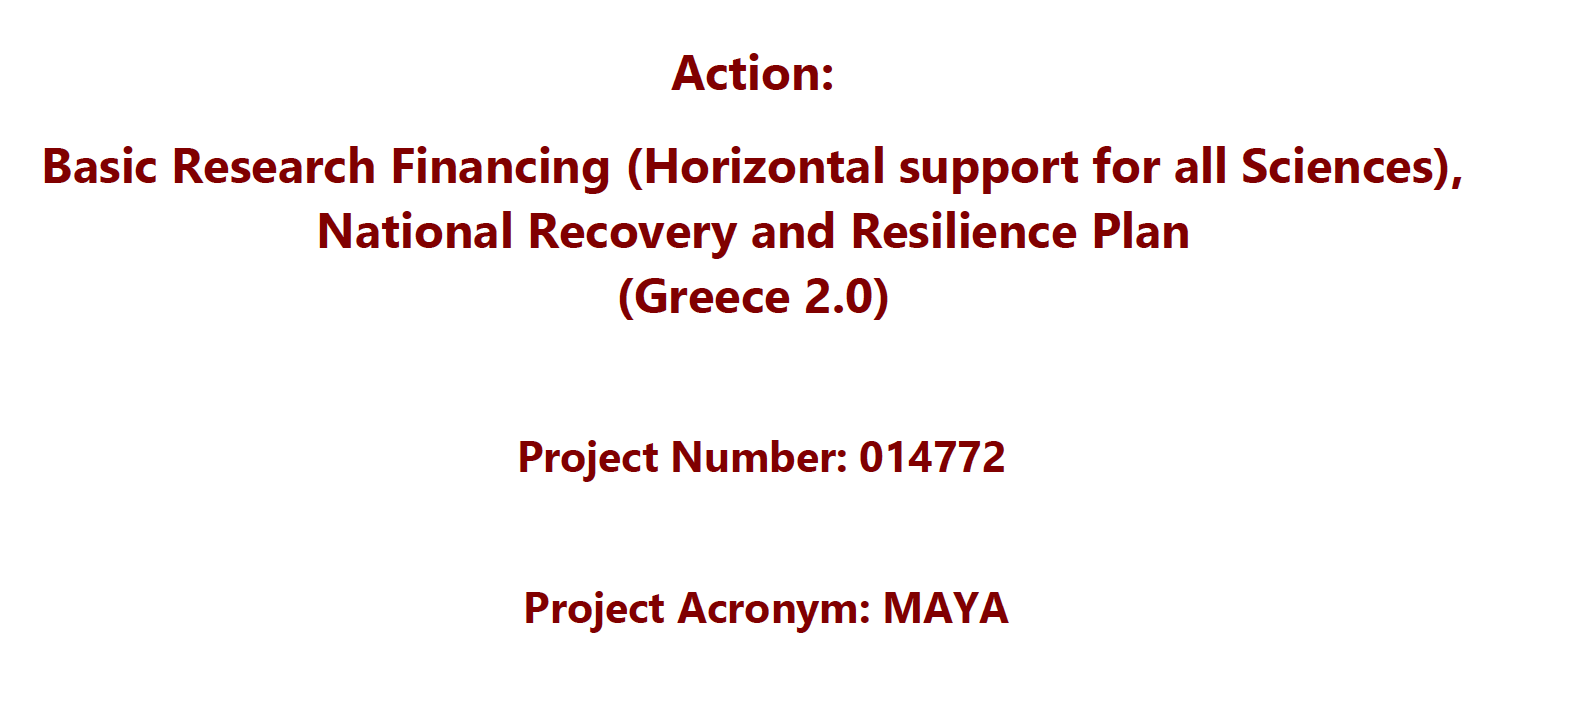 Action:
Basic Research Financing (Horizontal support for all Sciences),
National Recovery and Resilience Plan
(Greece 2.0)
Project Number: 014772
Project Acronym: MAYA